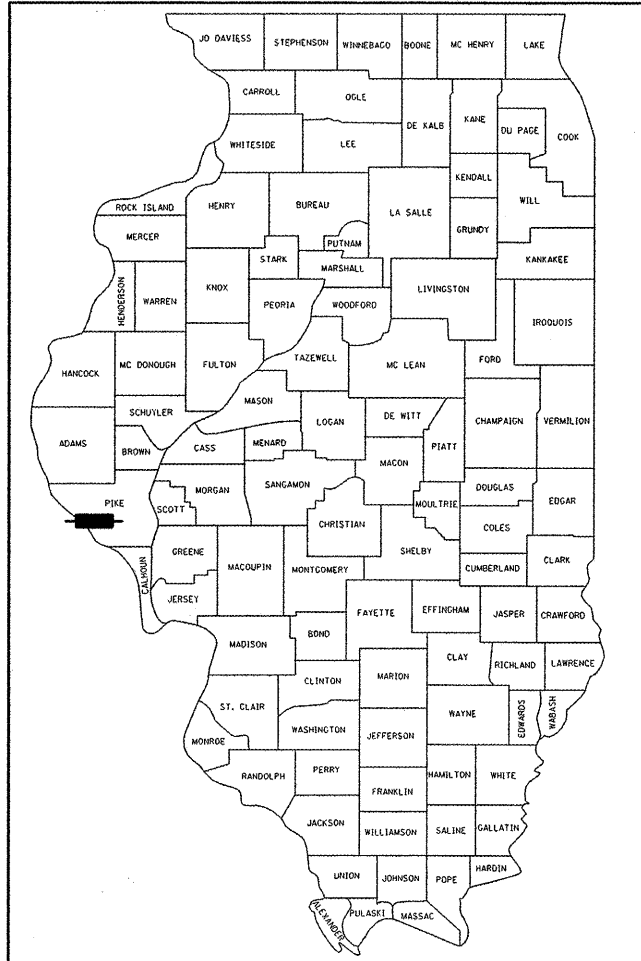 JO DAVIESS
STEPHENSON
WINNEBAGO
BOONE
MC HENRY
LAKE
CARROLL
OGLE
DE KALB
KANE
DU PAGE
COOK
WHITESIDE
LEE
KENDALL
ROCK ISLAND
HENRY
BUREAU
LA SALLE
WILL
GRUNDY
MERCER
PUTNAM
STARK
MARSHALL
KANKAKEE
HENDERSON
WARREN
KNOX
PEORIA
WOODFORD
LIVINGSTON
IROQUOIS
HANCOCK
MC DONOUGH
FULTON
TAZEWELL
MC LEAN
FORD
MASON
SCHUYLER
LOGAN
DE WITT
CHAMPAIGN
VERMILION
ADAMS
BROWN
CASS
MENARD
PIATT
MACON
PIKE
SCOTT
MORGAN
SANGAMON
CHRISTIAN
MOULTRIE
DOUGLAS
EDGAR
COLES
SHELBY
GREENE
MACOUPIN
MONTGOMERY
CUMBERLAND
CLARK
CALHOUN
JERSEY
FAYETTE
EFFINGHAM
JASPER
CRAWFORD
MADISON
BOND
CLAY
RICHLAND
LAWRENCE
CLINTON
MARION
ST. CLAIR
WAYNE
EDWARDS
WABASH
WASHINGTON
JEFFERSON
MONROE
RANDOLPH
PERRY
HAMILTON
WHITE
FRANKLIN
JACKSON
WILLIAMSON
SALINE
GALLATIN
UNION
JOHNSON
POPE
HARDIN
ALEXANDER
PULASKI
MASSAC